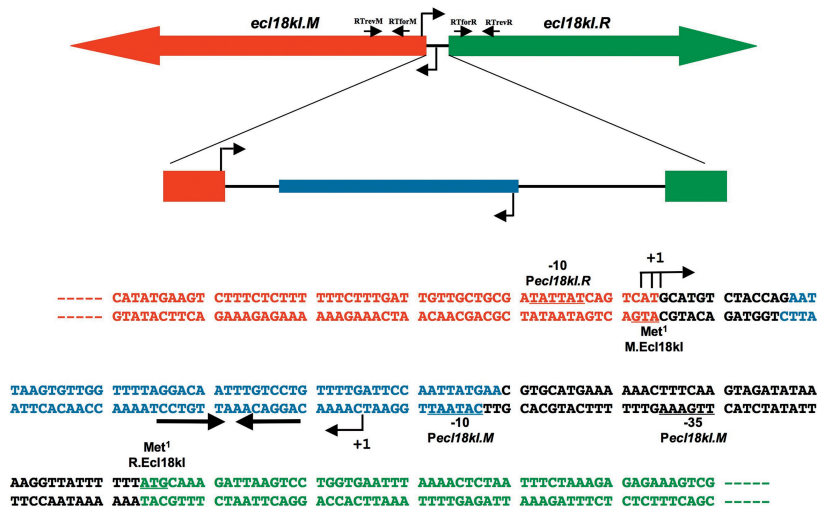 ecl18kI.M ecl18kI.R
RTrevM RTforM RTforR RTrevR
-10
Pecl18kI.R
+1
----- CATATGAAGT CTTTCTCTTT TTTCTTTGAT TGTTGCTGCG ATATTATCAG TCATGCATGT CTACCAGAAT
----- GTATACTTCA GAAAGAGAAA AAAGAAACTA ACAACGACGC TATAATAGTC AGTACGTACA GATGGTCTTA
Met1
M.Ecl18kI
TAAGTGTTGG TTTTAGGACA ATTTGTCCTG TTTTGATTCC AATTATGAAC GTGCATGAAA AAACTTTCAA GTAGATATAA
ATTCACAACC AAAATCCTGT TAAACAGGAC AAAACTAAGG TTAATACTTG CACGTACTTT TTTGAAAGTT CATCTATATT
+1
-10
Pecl18kI.M
-35
Pecl18kI.M
Met1
R.Ecl18kI
AAGGTTATTT TTTATGCAAA GATTAAGTCC TGGTGAATTT AAAACTCTAA TTTCTAAAGA GAGAAAGTCG -----
TTCCAATAAA AAATACGTTT CTAATTCAGG ACCACTTAAA TTTTGAGATT AAAGATTTCT CTCTTTCAGC -----